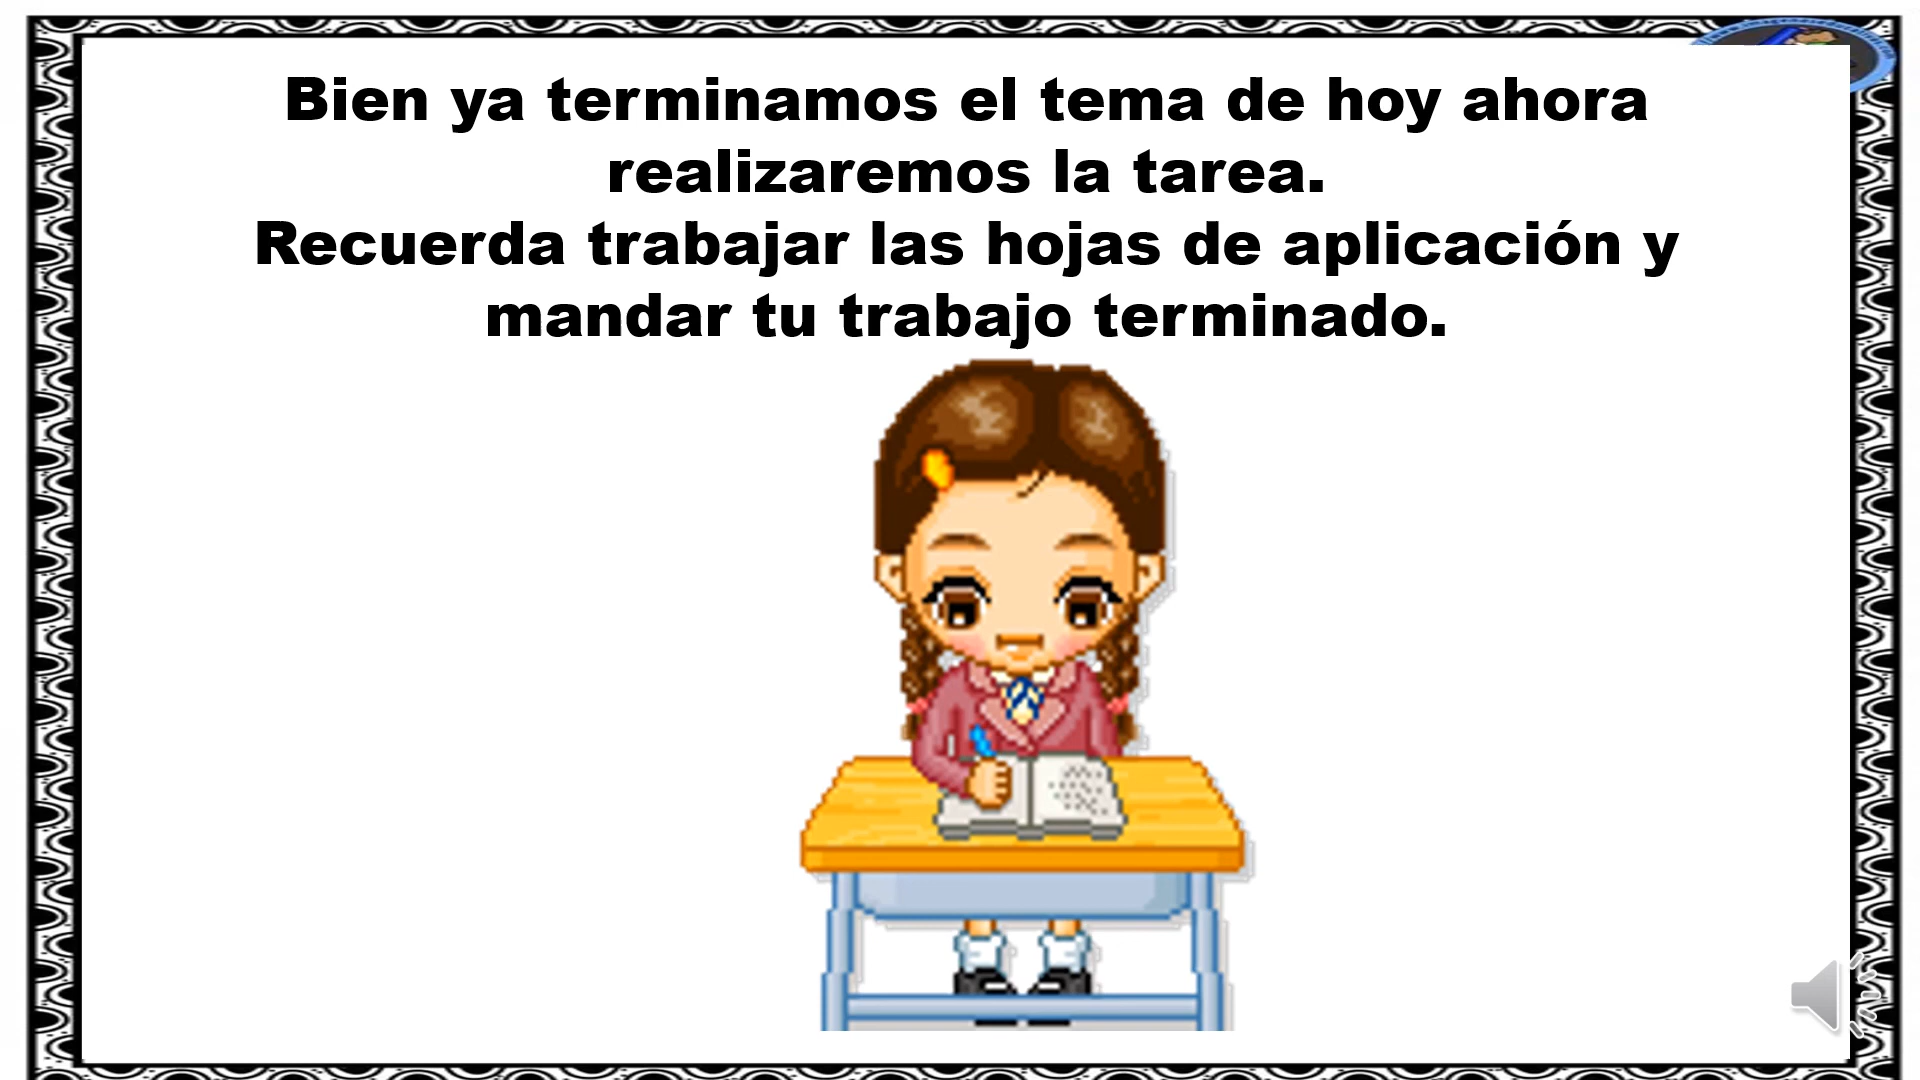 Bien ya terminamos el tema de hoy ahora
realizaremos la tarea.
Recuerda trabajar las hojas de aplicación y
mandar tu trabajo terminado.